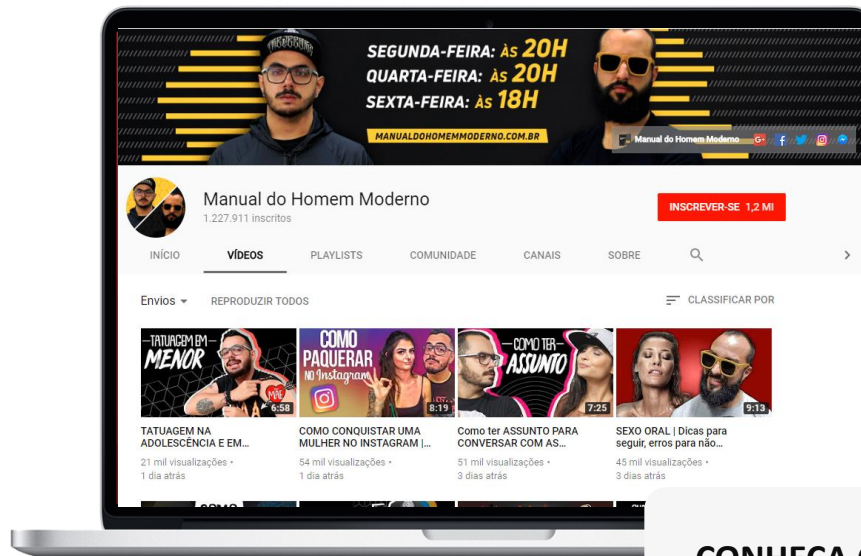 SEGUNDA-FEIRA: ÀS 20H
QUARTA-FEIRA: ÀS 20H
SEXTA-FEIRA: ÀS 18H
MANUALDOHOMEMMODERNO.COM.BR
Manual do Homem Moderno
Manual do Homem Moderno
1.227.911 inscritos
INSCREVER-SE 1,2 MI
INÍCIO VÍDEOS PLAYLISTS COMUNIDADE CANAIS SOBRE
Envios REPRODUZIR TODOS CLASSIFICAR POR
TATUAGEM EM
MENOR
MÃE
6:58
COMO
PAQUERAR
NO Instagram
8:19
COMO TER
ASSUNTO
7:25
9:13
TATUAGEM NA
ADOLESCÊNCIA E EM...
21 mil visualizações •
1 dia atrás
COMO CONQUISTAR UMA
MULHER NO INSTAGRAM |...
54 mil visualizações •
1 dia atrás
Como ter ASSUNTO PARA
CONVERSAR COM AS...
51 mil visualizações •
3 dias atrás
SEXO ORAL | Dicas para
seguir, erros para não...
45 mil visualizações •
3 dias atrás